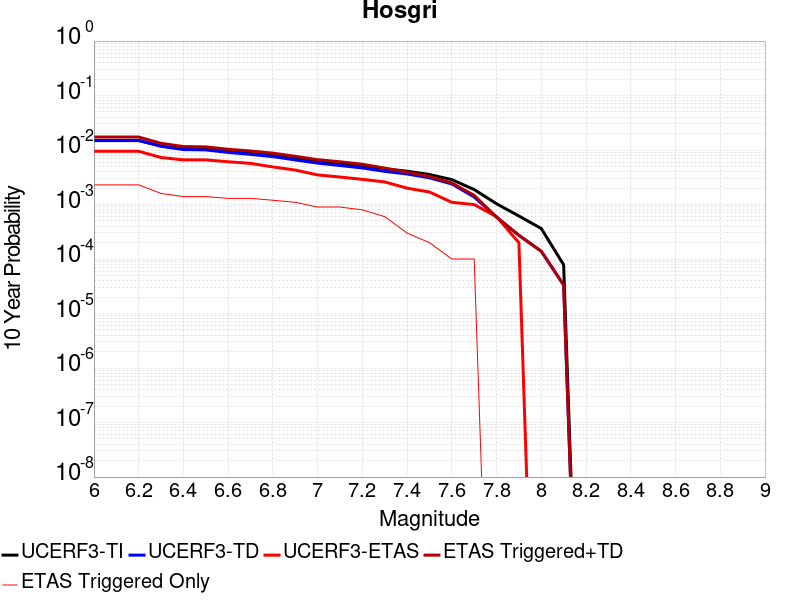 Hosgri
10^0
10^-1
10^-2
10^-3
10^-4
10^-5
10^-6
10^-7
10^-8
10 Year Probability
6 6.2 6.4 6.6 6.8 7 7.2 7.4 7.6 7.8 8 8.2 8.4 8.6 8.8 9
Magnitude
UCERF3-TI UCERF3-TD UCERF3-ETAS ETAS Triggered+TD
ETAS Triggered Only